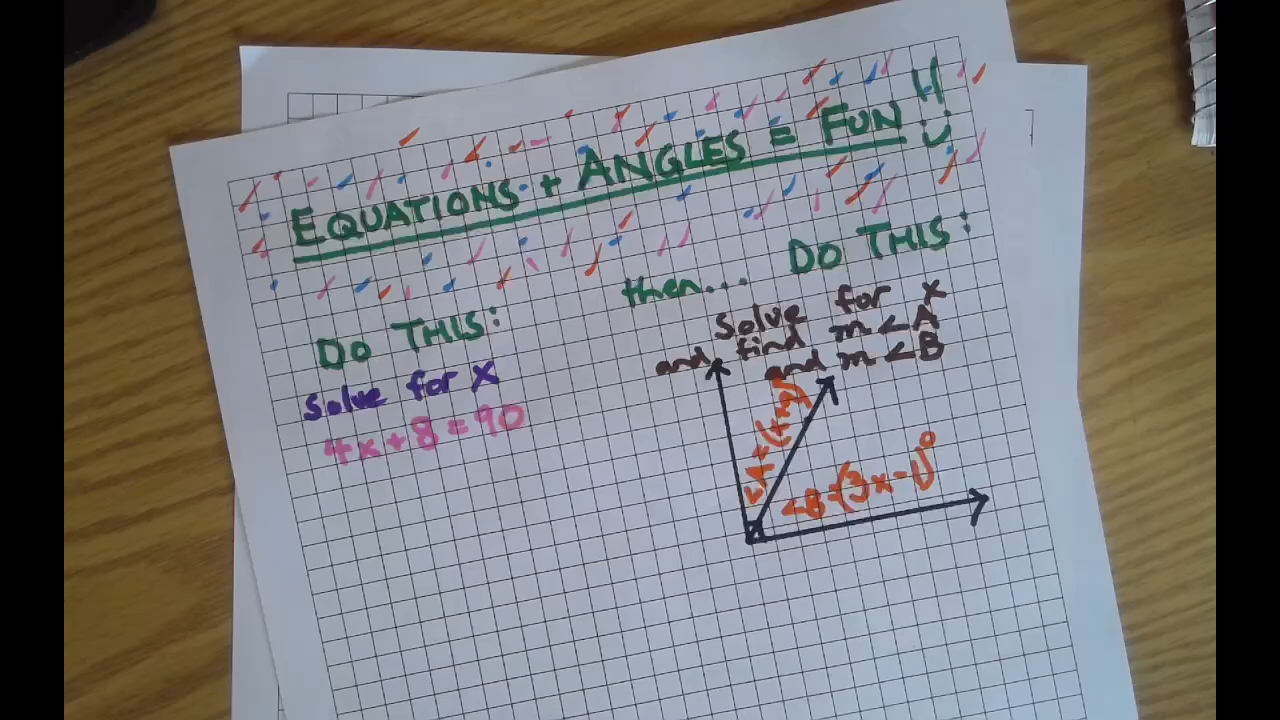 EQUATIONS + ANGLES = FUN !!
DO THIS:
Solve for x
4x+8=90
then... DO THIS:
Solve for x
and find m<A
and m<B
<B=(3x-1)°